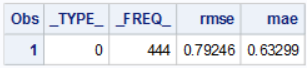 Obs _TYPE_ _FREQ_ rmse mae
1 0 444 0.79246 0.63299